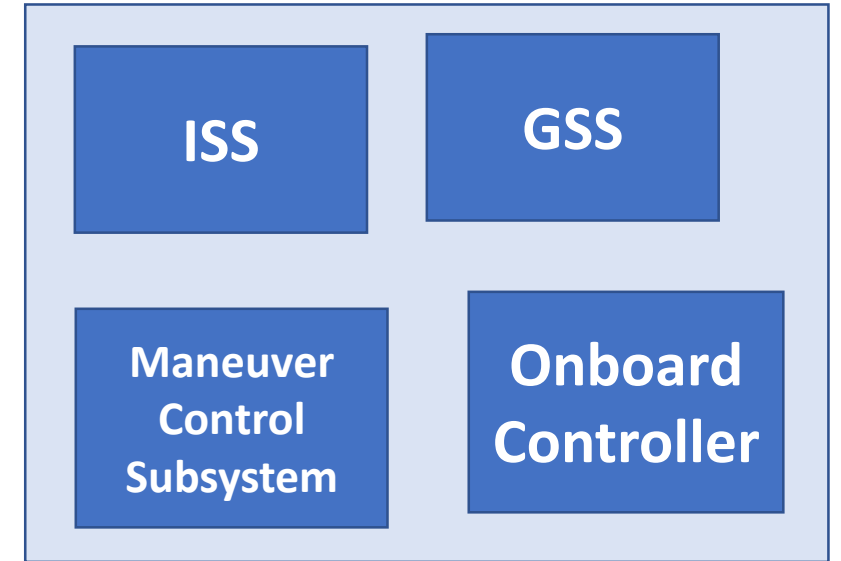 ISS
GSS
Maneuver
Control
Subsystem
Onboard
Controller